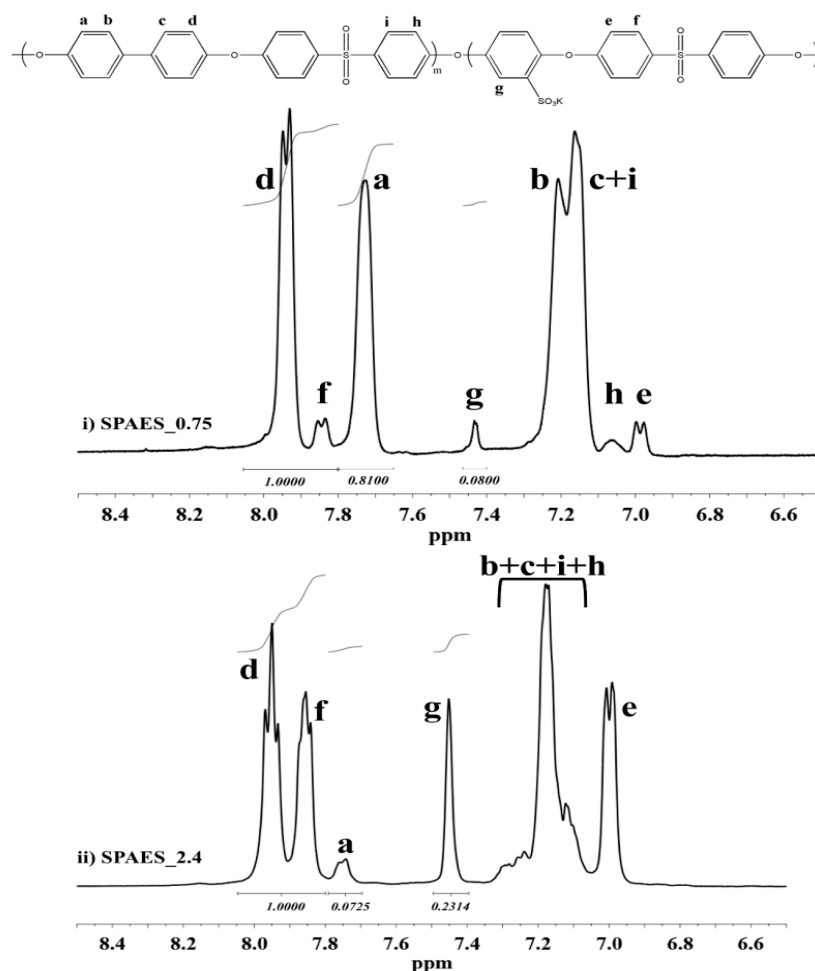 a b c d i h e f
O O S O O O m O O S O O O
g SO₃K
d a b c+i
f g h e
i) SPAES_0.75
1.0000 0.8100 0.0800
8.4 8.2 8.0 7.8 7.6 7.4 7.2 7.0 6.8 6.6
ppm
b+c+i+h
d f g e
a
ii) SPAES_2.4
1.0000 0.0725 0.2314
8.4 8.2 8.0 7.8 7.6 7.4 7.2 7.0 6.8 6.6
ppm